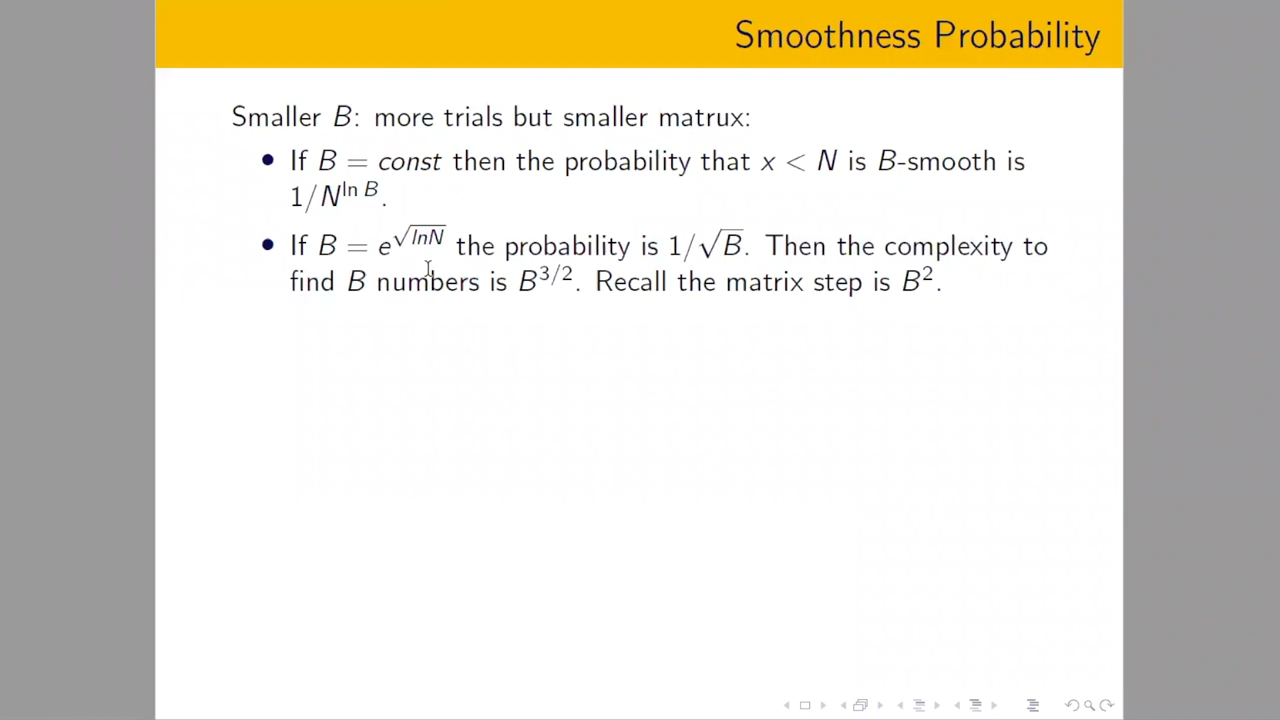 Smoothness Probability
Smaller B: more trials but smaller matrux:
• If B = const then the probability that x < N is B-smooth is
1/N^{ln B}.
• If B = e^{√lnN} the probability is 1/√B. Then the complexity to
find B numbers is B^{3/2}. Recall the matrix step is B^2.